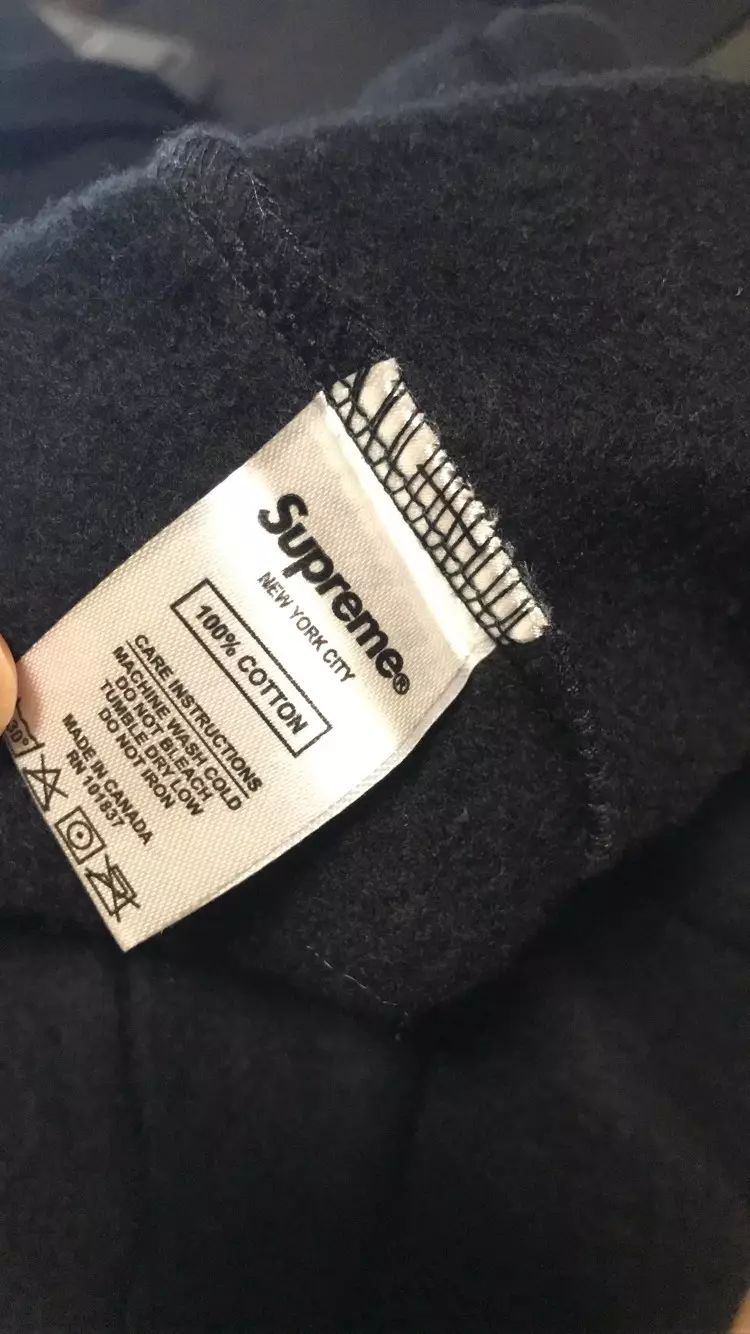 Supreme®
NEW YORK CITY
100% COTTON
CARE INSTRUCTIONS
MACHINE WASH COLD
DO NOT BLEACH
TUMBLE DRY LOW
DO NOT IRON
MADE IN CANADA
RN 101837
30°